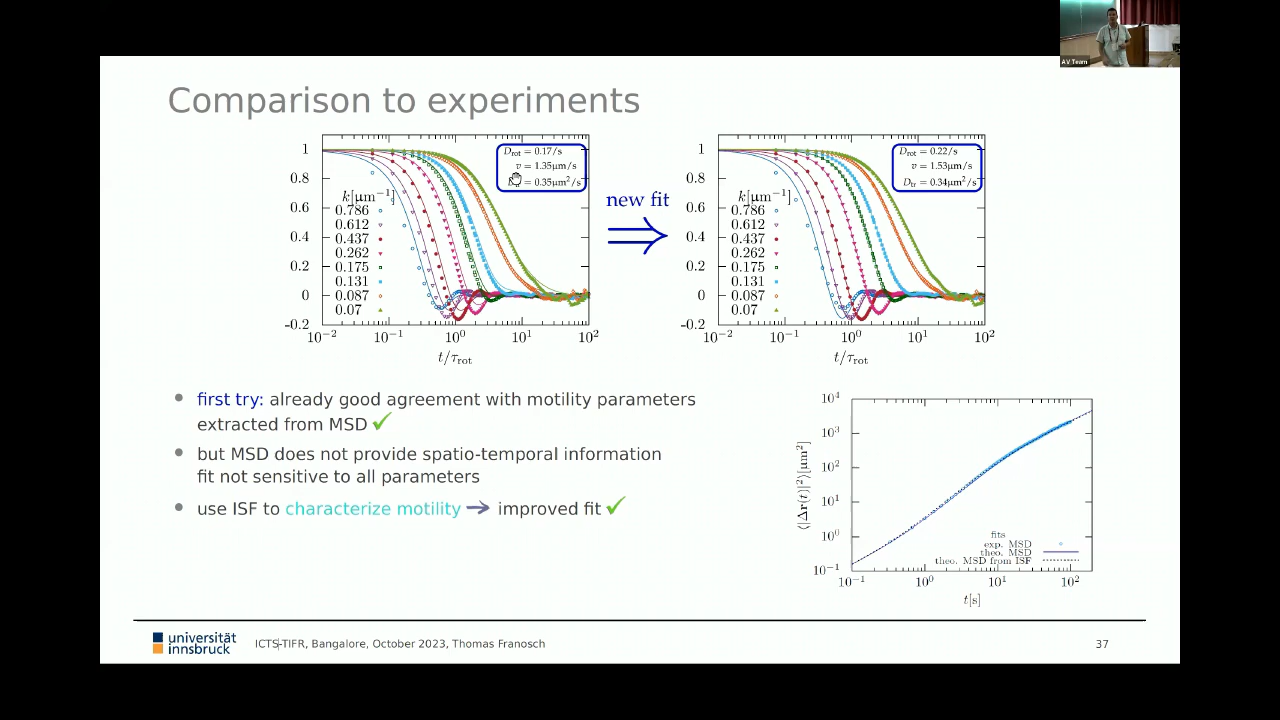 AV Team
Comparison to experiments
1
0.8
0.6
0.4
0.2
0
-0.2
k[µm⁻¹]
0.786
0.612
0.437
0.262
0.175
0.131
0.087
0.07
D_rot = 0.17/s
v = 1.35µm/s
= 0.35µm²/s
10⁻² 10⁻¹ 10⁰ 10¹ 10²
t/τ_rot
new fit
1
0.8
0.6
0.4
0.2
0
-0.2
k[µm⁻¹]
0.786
0.612
0.437
0.262
0.175
0.131
0.087
0.07
D_rot = 0.22/s
v = 1.53µm/s
D_tr = 0.34µm²/s
10⁻² 10⁻¹ 10⁰ 10¹ 10²
t/τ_rot
• first try: already good agreement with motility parameters
extracted from MSD ✓
• but MSD does not provide spatio-temporal information
fit not sensitive to all parameters
• use ISF to characterize motility → improved fit ✓
10⁴
10³
10²
10¹
10⁰
10⁻¹
⟨|Δr(t)|²⟩[µm²]
fits
exp. MSD
theo. MSD
theo. MSD from ISF
10⁻¹ 10⁰ 10¹ 10²
t[s]
universität
innsbruck
ICTS-TIFR, Bangalore, October 2023, Thomas Franosch
37